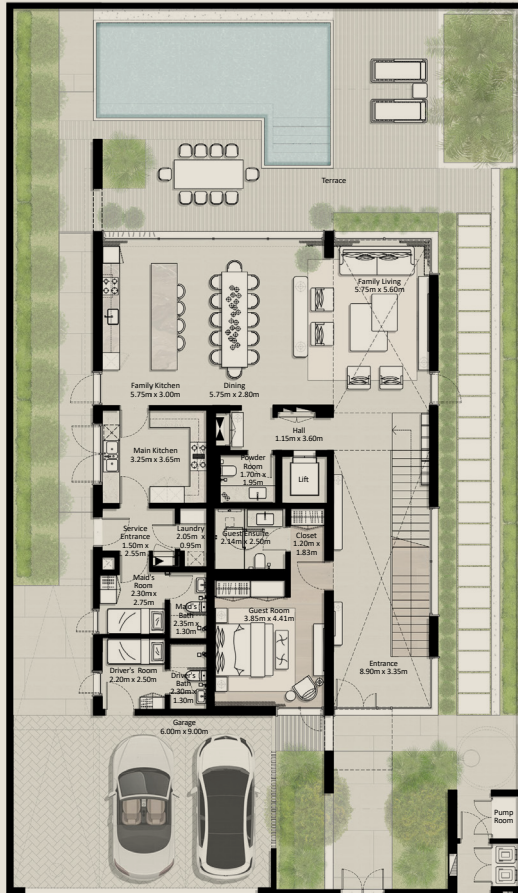 Terrace
Family Living
5.75m x 5.60m
Family Kitchen
5.75m x 3.00m
Dining
5.75m x 2.80m
Hall
1.15m x 3.60m
Main Kitchen
3.25m x 3.65m
Powder
Room
1.70m x
1.95m
Lift
Service
Entrance
1.50m x
2.55m
Laundry
2.05m x
0.95m
Guest Ensuite
2.14m x 2.50m
Closet
1.20m x
1.83m
Maid's
Room
2.30m x
2.75m
Maid's
Bath
2.35m x
1.30m
Guest Room
3.85m x 4.41m
Driver's Room
2.20m x 2.50m
Driver's
Bath
2.30m x
1.30m
Entrance
8.90m x 3.35m
Garage
6.00m x 9.00m
Pump
Room